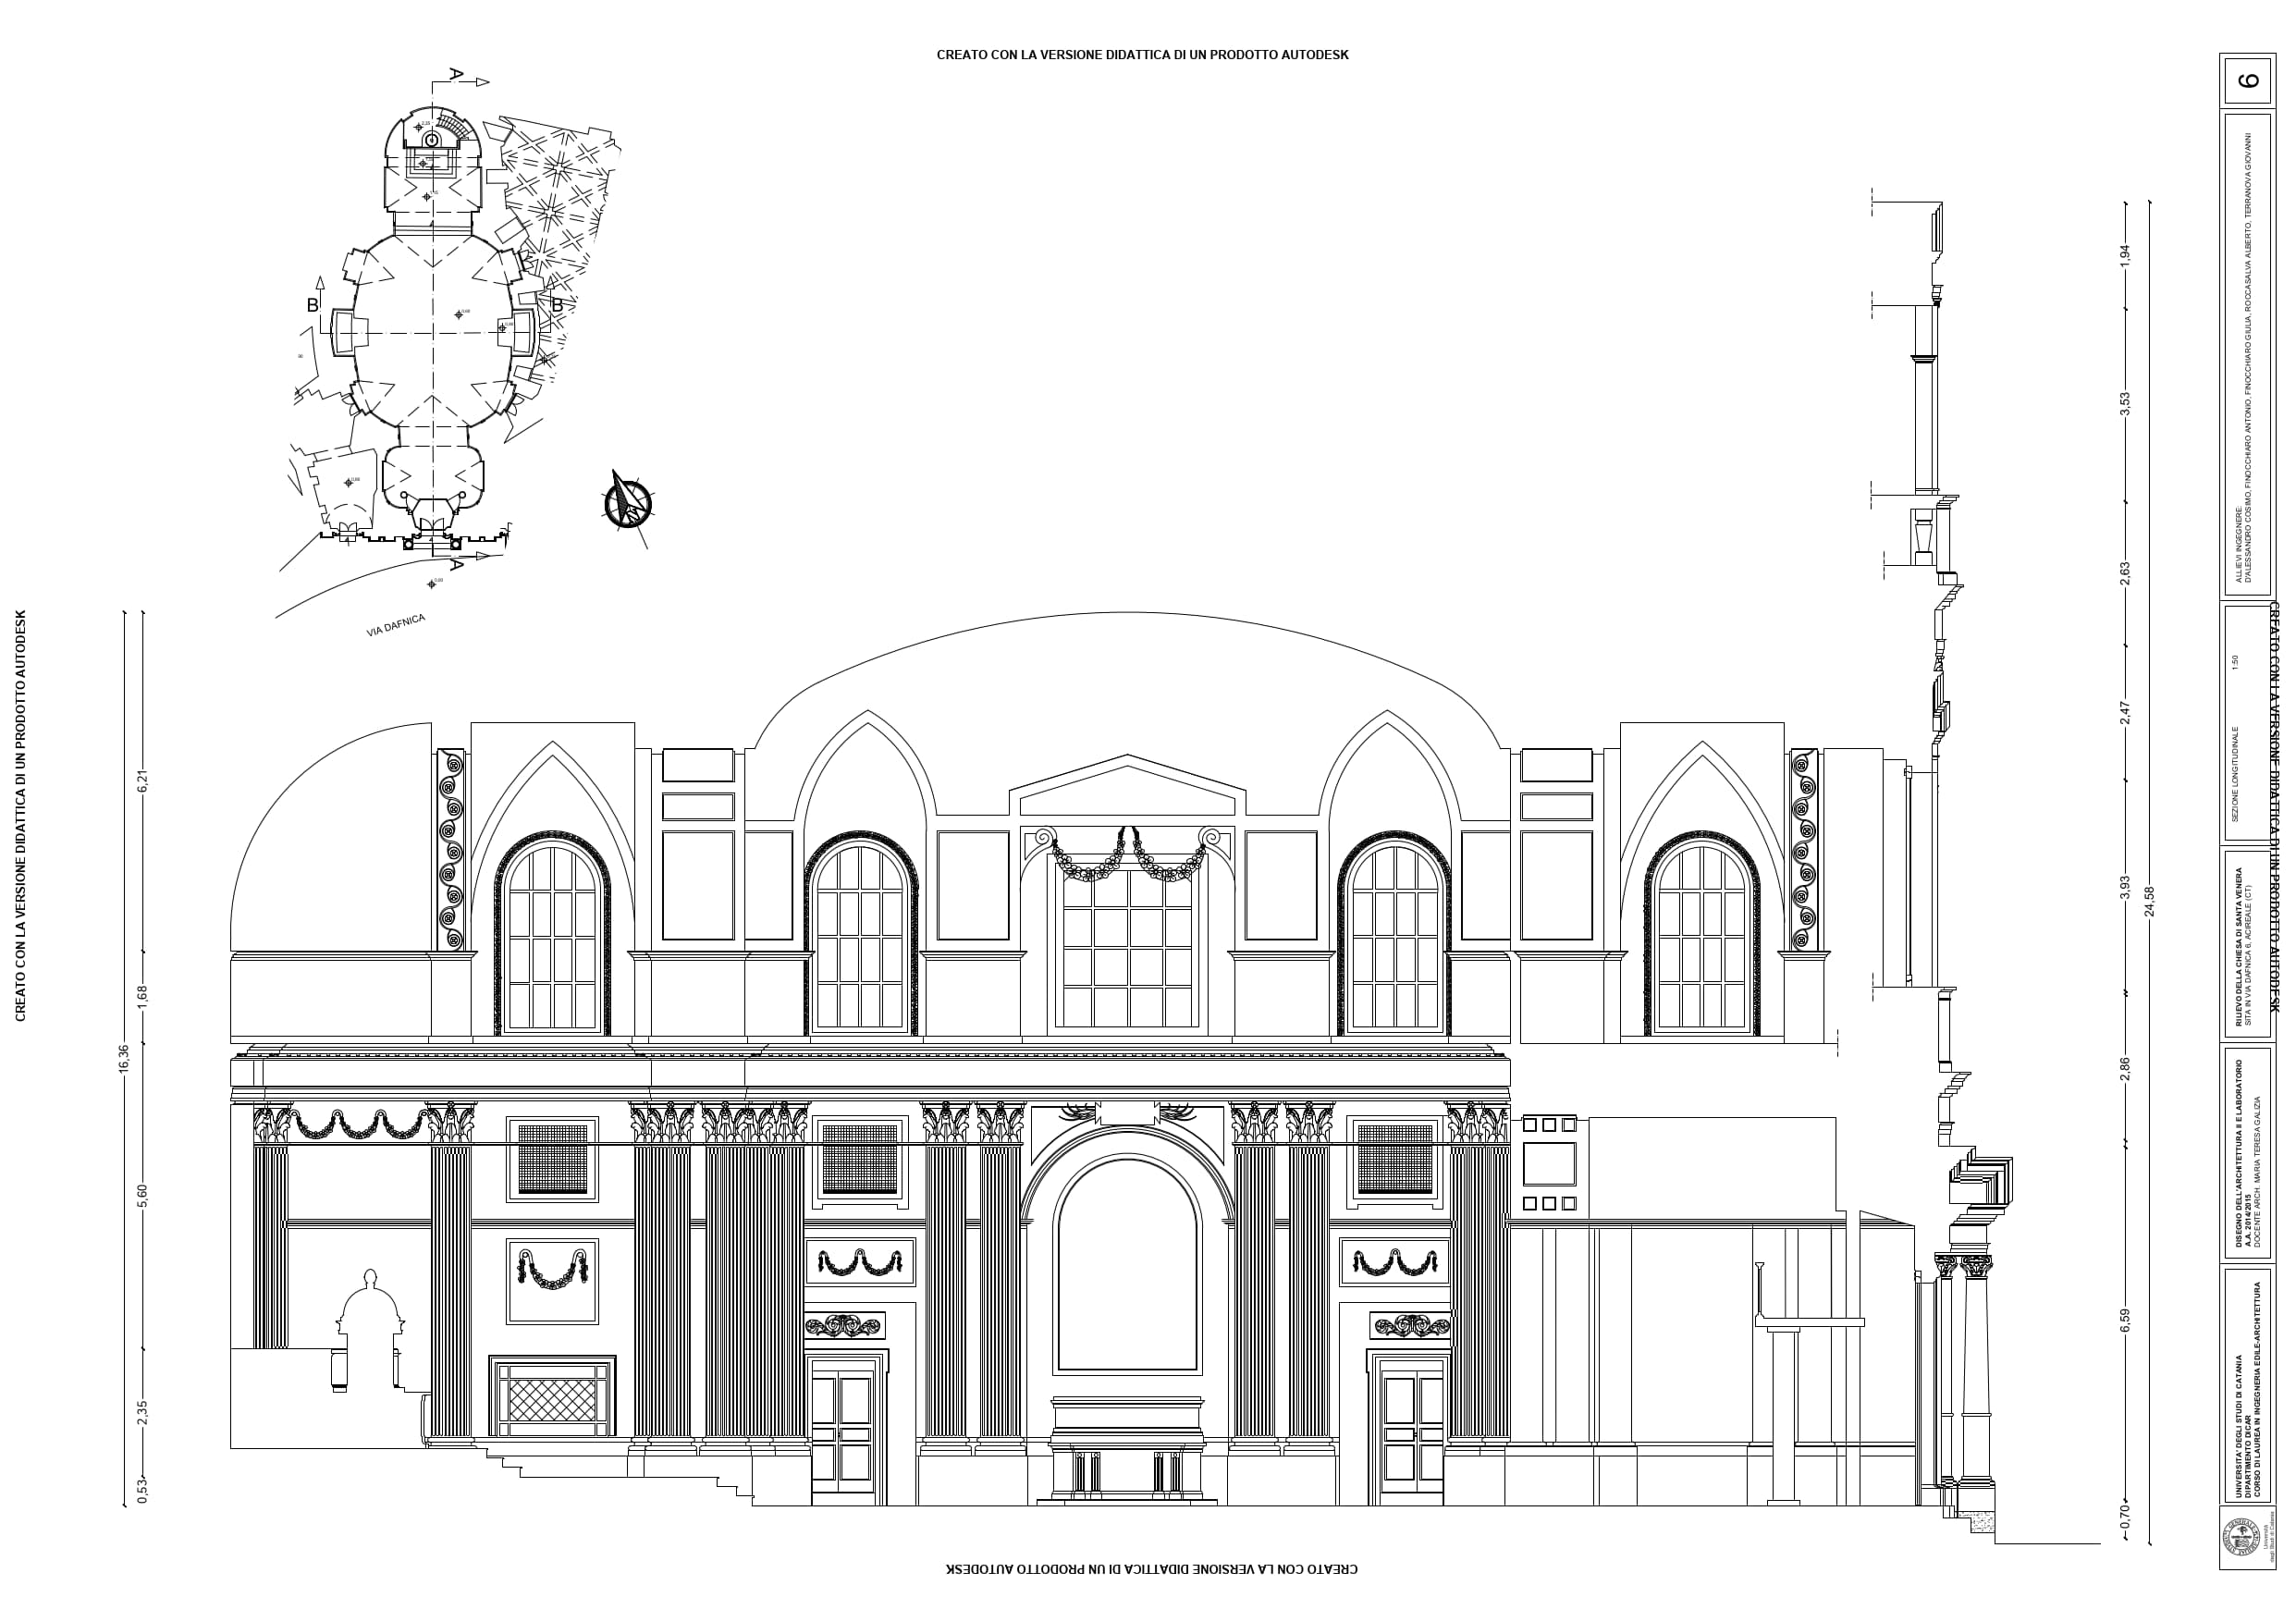 CREATO CON LA VERSIONE DIDATTICA DI UN PRODOTTO AUTODESK
A
B
B
A
VIA DAFNICA
CREATO CON LA VERSIONE DIDATTICA DI UN PRODOTTO AUTODESK
16,36
6,21
1,68
5,60
2,35
0,53
1,94
3,53
2,63
2,47
3,93
2,86
6,59
0,70
24,58
9
ALLIEVI INGEGNERE:
D'ALESSANDRO COSIMO, FINOCCHIARO ANTONIO, FINOCCHIARO GIULIA, ROCCASALVA ALBERTO, TERRANOVA GIOVANNI
SEZIONE LONGITUDINALE 1:50
RILIEVO DELLA CHIESA DI SANTA VENERA
SITA IN VIA DAFNICA 6, ACIREALE (CT)
DISEGNO DELL'ARCHITETTURA II E LABORATORIO
A.A. 2014/2015
DOCENTE ARCH. MARIA TERESA GALIZIA
UNIVERSITA' DEGLI STUDI DI CATANIA
DIPARTIMENTO DICAR
CORSO DI LAUREA IN INGEGNERIA EDILE-ARCHITETTURA
Università
degli Studi di Catania
CREATO CON LA VERSIONE DIDATTICA DI UN PRODOTTO AUTODESK
CREATO CON LA VERSIONE DIDATTICA DI UN PRODOTTO AUTODESK